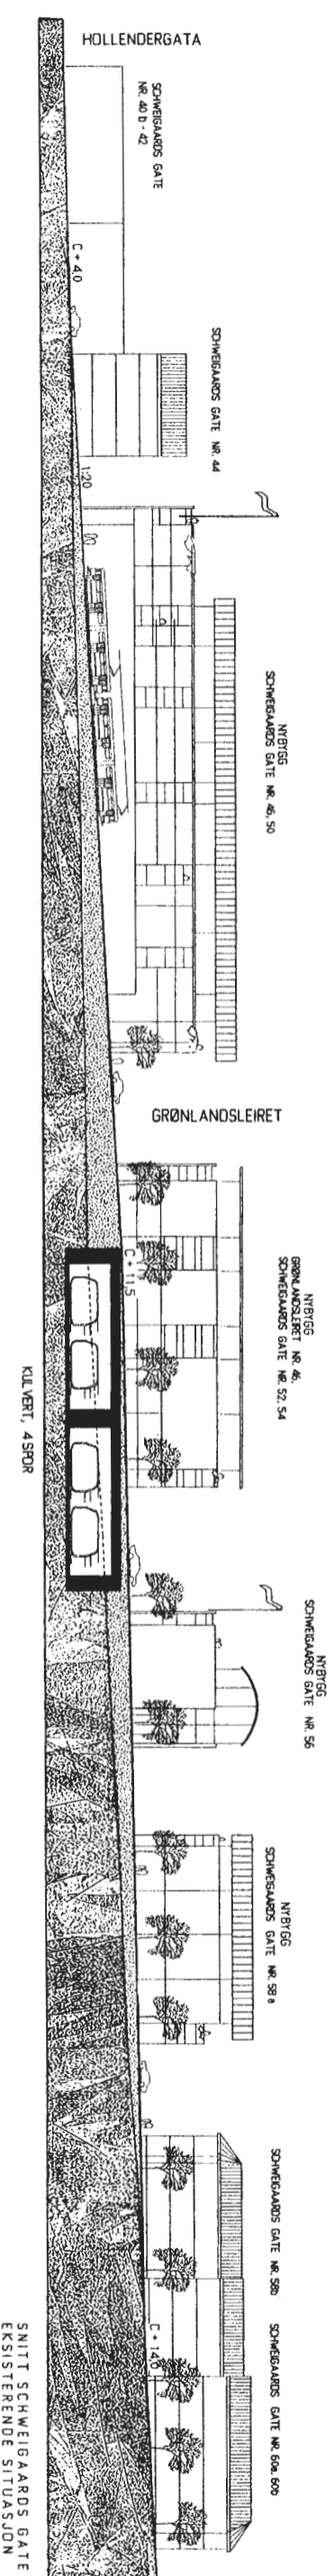 HOLLENDERGATA
SCHWEIGAARDS GATE
NR. 40 b - 42
C + 4,0
SCHWEIGAARDS GATE NR. 44
1:20
NYBYGG
SCHWEIGAARDS GATE NR. 46, 50
GRØNLANDSLEIRET
NYBYGG
GRØNLANDSLEIRET NR. 46,
SCHWEIGAARDS GATE NR. 52, 54
C + 11,5
KULVERT, 4 SPOR
NYBYGG
SCHWEIGAARDS GATE NR. 56
NYBYGG
SCHWEIGAARDS GATE NR. 58 a
SCHWEIGAARDS GATE NR. 58b
SCHWEIGAARDS GATE NR. 60a, 60b
SNITT SCHWEIGAARDS GATE
EKSISTERENDE SITUASJON